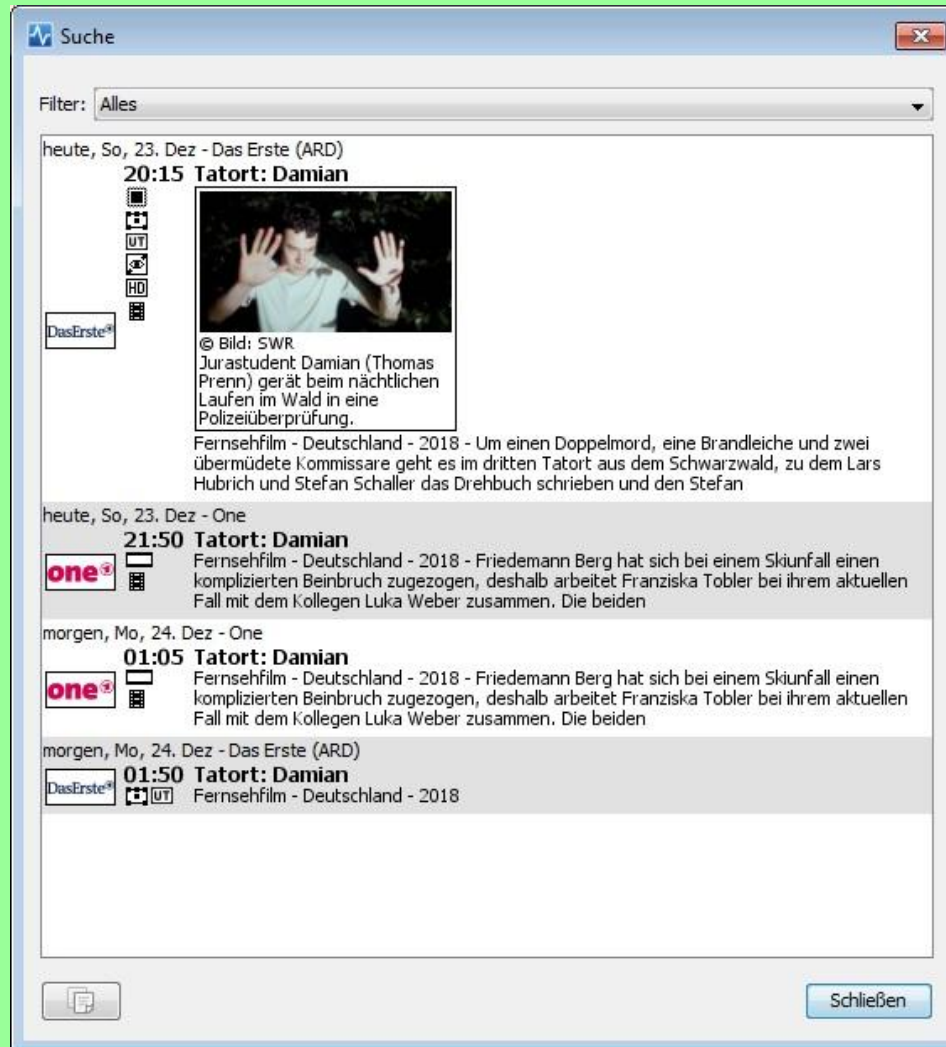 Suche
Filter: Alles
heute, So, 23. Dez - Das Erste (ARD)
20:15 Tatort: Damian
UT
HD
DasErste
© Bild: SWR
Jurastudent Damian (Thomas
Prenn) gerät beim nächtlichen
Laufen im Wald in eine
Polizeiüberprüfung.
Fernsehfilm - Deutschland - 2018 - Um einen Doppelmord, eine Brandleiche und zwei
übermüdete Kommissare geht es im dritten Tatort aus dem Schwarzwald, zu dem Lars
Hubrich und Stefan Schaller das Drehbuch schrieben und den Stefan
heute, So, 23. Dez - One
21:50 Tatort: Damian
one
Fernsehfilm - Deutschland - 2018 - Friedemann Berg hat sich bei einem Skiunfall einen
komplizierten Beinbruch zugezogen, deshalb arbeitet Franziska Tobler bei ihrem aktuellen
Fall mit dem Kollegen Luka Weber zusammen. Die beiden
morgen, Mo, 24. Dez - One
01:05 Tatort: Damian
one
Fernsehfilm - Deutschland - 2018 - Friedemann Berg hat sich bei einem Skiunfall einen
komplizierten Beinbruch zugezogen, deshalb arbeitet Franziska Tobler bei ihrem aktuellen
Fall mit dem Kollegen Luka Weber zusammen. Die beiden
morgen, Mo, 24. Dez - Das Erste (ARD)
01:50 Tatort: Damian
DasErste
UT Fernsehfilm - Deutschland - 2018
Schließen